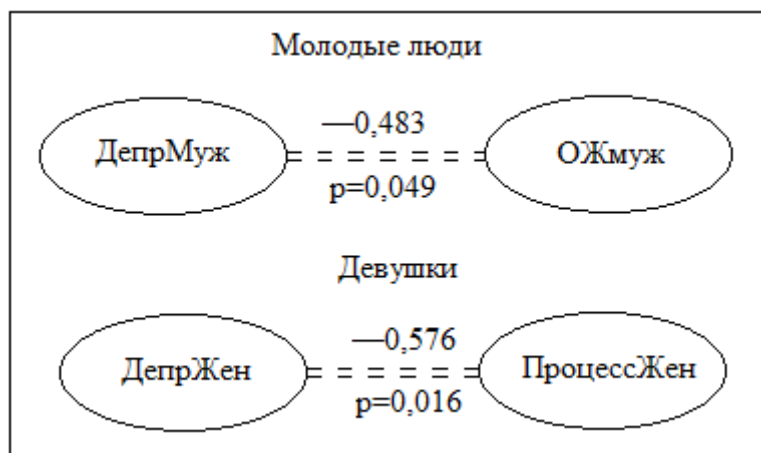 Молодые люди
—0,483
ДепрМуж
ОЖмуж
p=0,049
Девушки
—0,576
ДепрЖен
ПроцессЖен
p=0,016